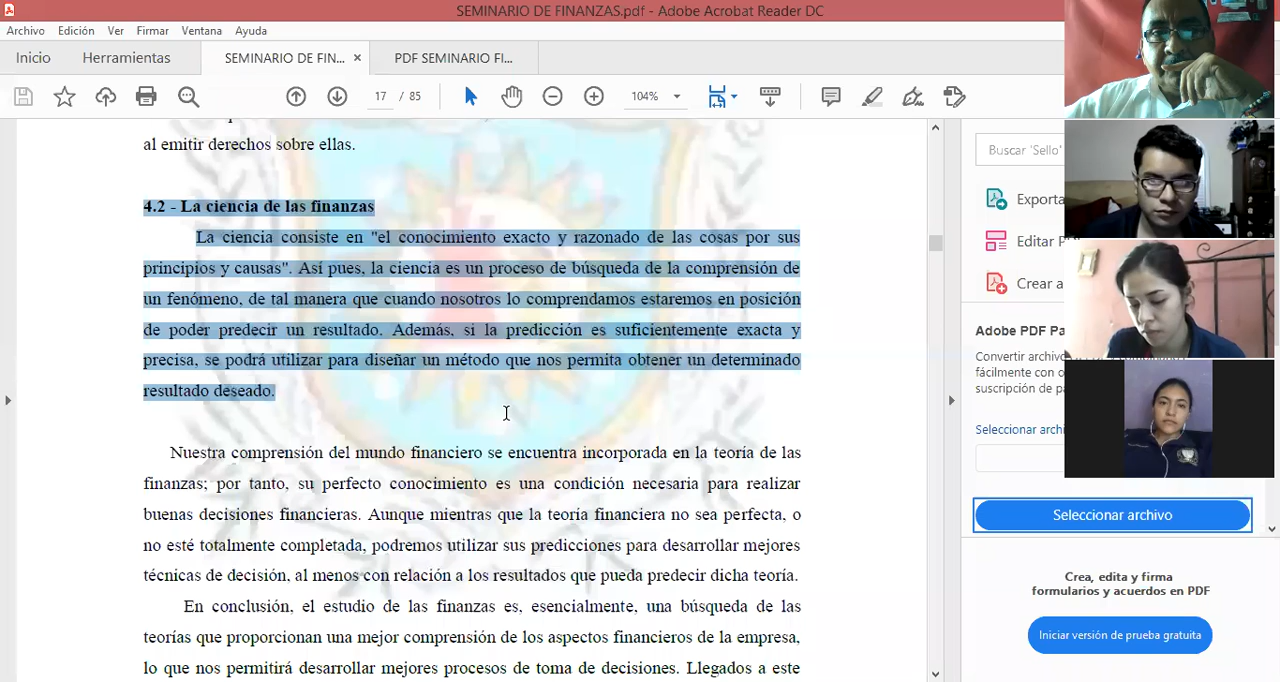 SEMINARIO DE FINANZAS.pdf - Adobe Acrobat Reader DC
Archivo Edición Ver Firmar Ventana Ayuda
Inicio Herramientas SEMINARIO DE FIN... × PDF SEMINARIO FI...
17 / 85 104%
al emitir derechos sobre ellas.
4.2 - La ciencia de las finanzas
La ciencia consiste en "el conocimiento exacto y razonado de las cosas por sus
principios y causas". Así pues, la ciencia es un proceso de búsqueda de la comprensión de
un fenómeno, de tal manera que cuando nosotros lo comprendamos estaremos en posición
de poder predecir un resultado. Además, si la predicción es suficientemente exacta y
precisa, se podrá utilizar para diseñar un método que nos permita obtener un determinado
resultado deseado.
Nuestra comprensión del mundo financiero se encuentra incorporada en la teoría de las
finanzas; por tanto, su perfecto conocimiento es una condición necesaria para realizar
buenas decisiones financieras. Aunque mientras que la teoría financiera no sea perfecta, o
no esté totalmente completada, podremos utilizar sus predicciones para desarrollar mejores
técnicas de decisión, al menos con relación a los resultados que pueda predecir dicha teoría.
En conclusión, el estudio de las finanzas es, esencialmente, una búsqueda de las
teorías que proporcionan una mejor comprensión de los aspectos financieros de la empresa,
lo que nos permitirá desarrollar mejores procesos de toma de decisiones. Llegados a este
Buscar 'Sello'
Exporta
Editar P
Crear a
Adobe PDF Pa
Convertir archivo
fácilmente con o
suscripción de pa
Seleccionar archi
Seleccionar archivo
Crea, edita y firma
formularios y acuerdos en PDF
Iniciar versión de prueba gratuita